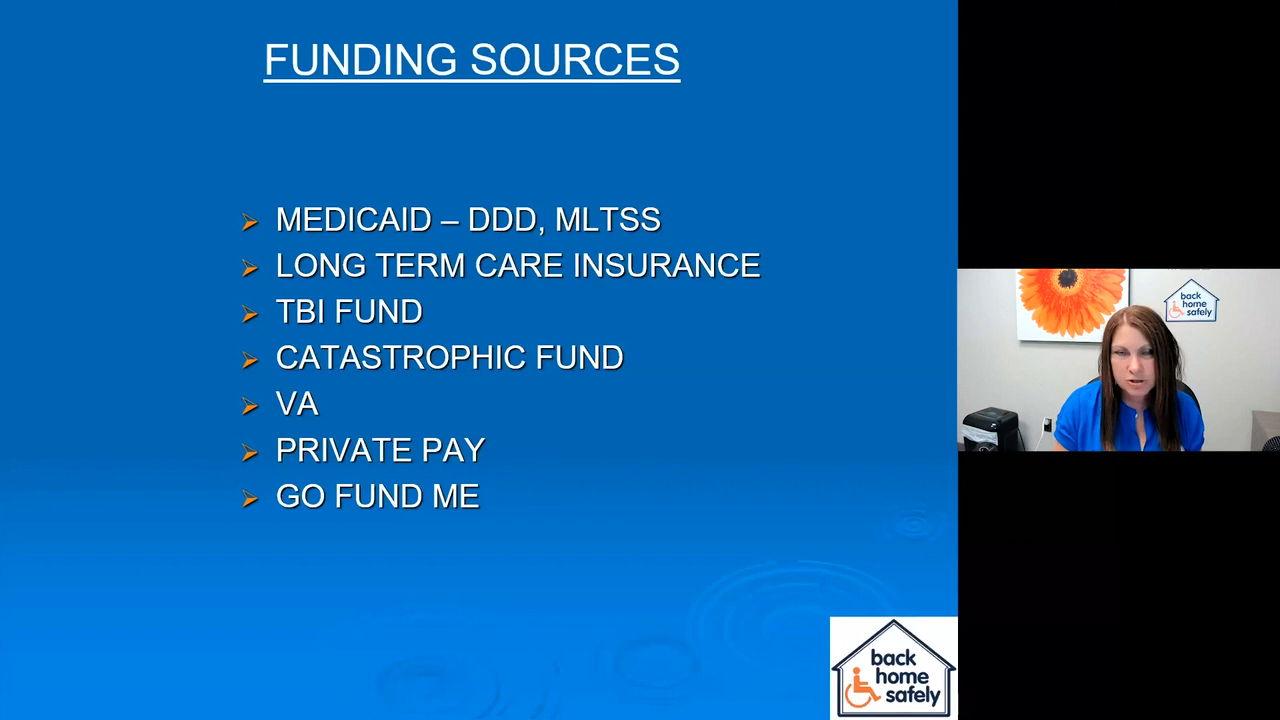 FUNDING SOURCES
MEDICAID – DDD, MLTSS
LONG TERM CARE INSURANCE
TBI FUND
CATASTROPHIC FUND
VA
PRIVATE PAY
GO FUND ME
back
home
safely
back
home
safely